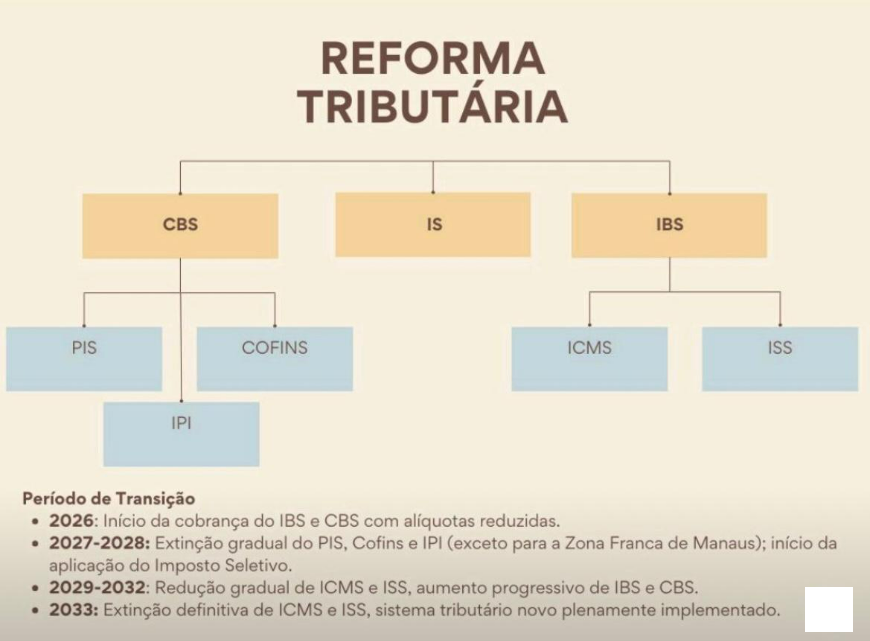 REFORMA
TRIBUTÁRIA
CBS
IS
IBS
PIS
COFINS
ICMS
ISS
IPI
Período de Transição
• 2026: Início da cobrança do IBS e CBS com alíquotas reduzidas.
• 2027-2028: Extinção gradual do PIS, Cofins e IPI (exceto para a Zona Franca de Manaus); início da
aplicação do Imposto Seletivo.
• 2029-2032: Redução gradual de ICMS e ISS, aumento progressivo de IBS e CBS.
• 2033: Extinção definitiva de ICMS e ISS, sistema tributário novo plenamente implementado.